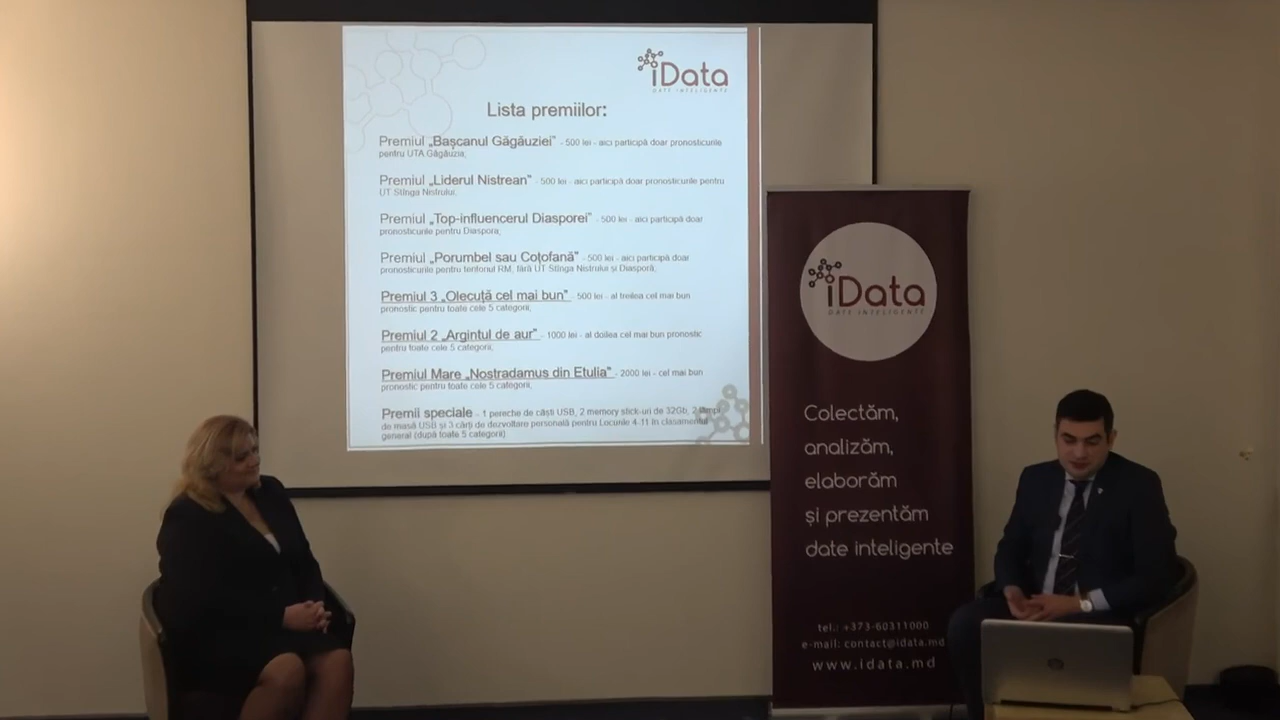 iData
DATE INTELIGENTE
Lista premiilor:
Premiul „Bașcanul Găgăuziei” - 500 lei - aici participă doar pronosticurile
pentru UTA Găgăuzia;
Premiul „Liderul Nistrean” - 500 lei - aici participă doar pronosticurile pentru
UT Stînga Nistrului;
Premiul „Top-influencerul Diasporei” - 500 lei - aici participă doar
pronosticurile pentru Diaspora;
Premiul „Porumbel sau Coțofană” - 500 lei - aici participă doar
pronosticurile pentru teritoriul RM, fără UT Stînga Nistrului și Diasporă;
Premiul 3 „Olecuță cel mai bun” - 500 lei - al treilea cel mai bun
pronostic pentru toate cele 5 categorii;
Premiul 2 „Argintul de aur” - 1000 lei - al doilea cel mai bun pronostic
pentru toate cele 5 categorii;
Premiul Mare „Nostradamus din Etulia” - 2000 lei - cel mai bun
pronostic pentru toate cele 5 categorii;
Premii speciale - 1 pereche de căști USB, 2 memory stick-uri de 32Gb, 2 lămpi
de masă USB și 3 cărți de dezvoltare personală pentru Locurile 4-11 în clasamentul
general (după toate 5 categorii)
iData
DATE INTELIGENTE
Colectăm,
analizăm,
elaborăm
și prezentăm
date inteligente
tel.: +373-60311000
e-mail: contact@idata.md
www.idata.md